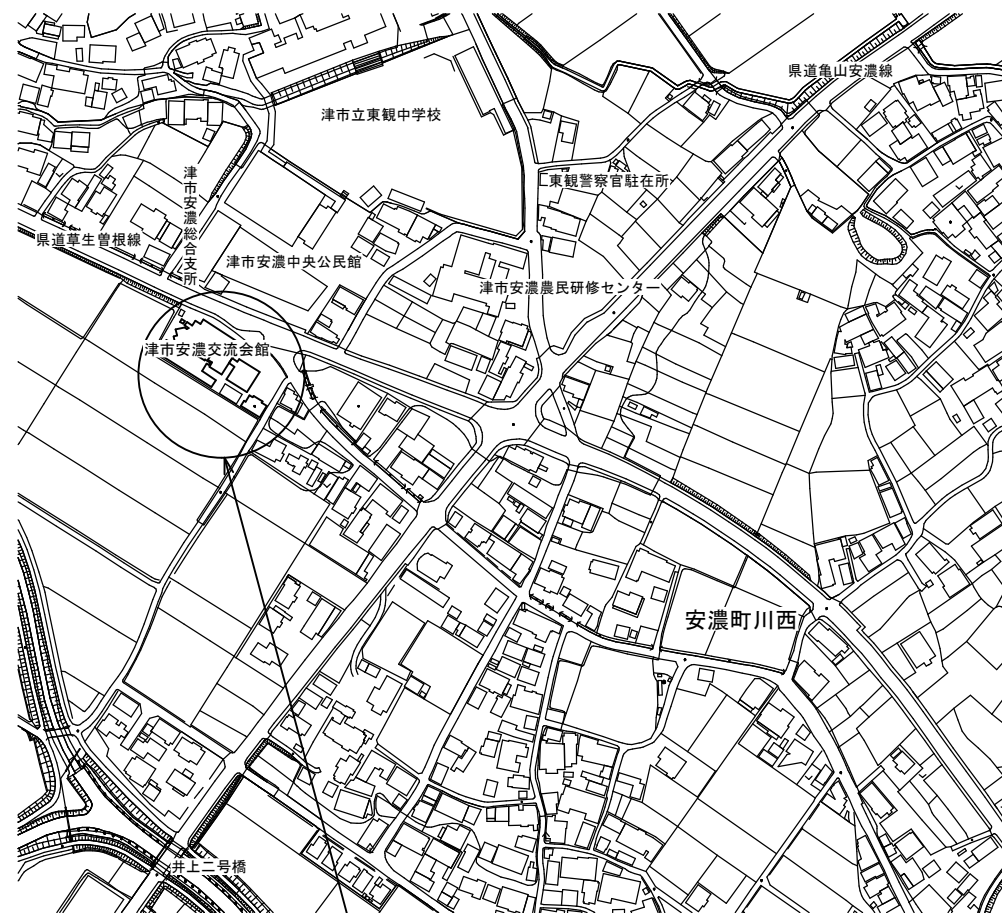 県道亀山安濃線
津市立東観中学校
東観警察官駐在所
津市安濃総合支所
県道草生曽根線
津市安濃中央公民館
津市安濃農民研修センター
津市安濃交流会館
安濃町川西
井上二号橋